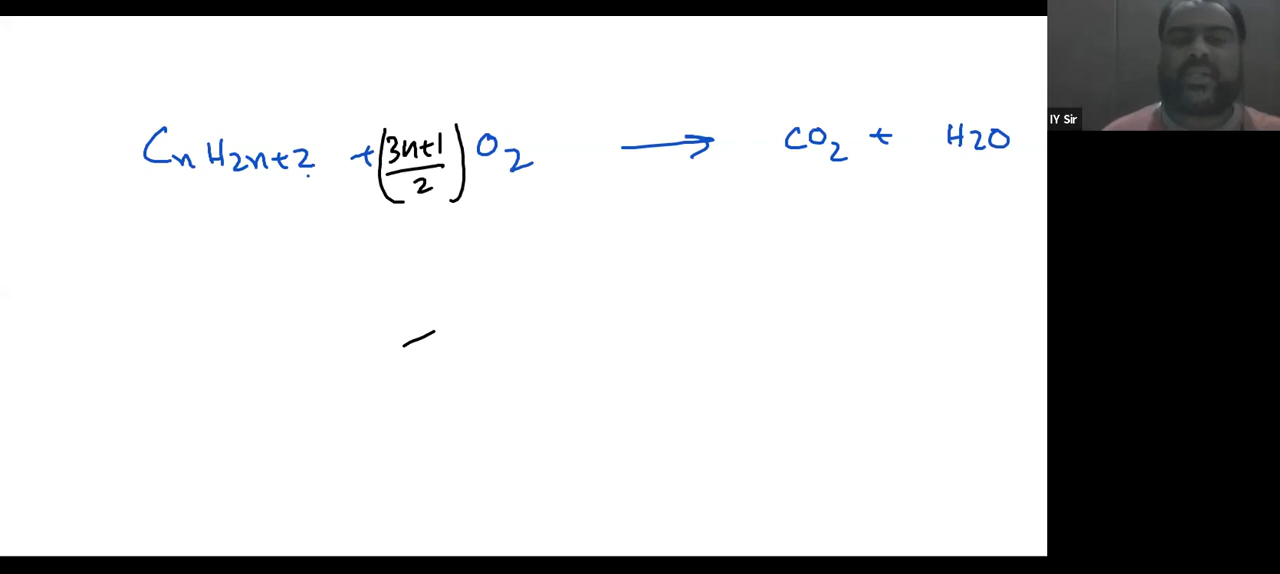 CnH2n+2 + (3n+1/2) O2 → CO2 + H2O
IY Sir